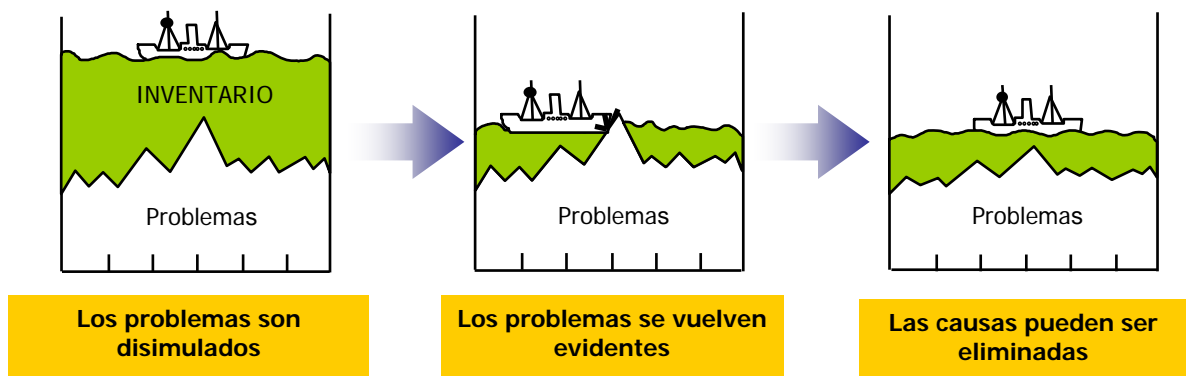 INVENTARIO
Problemas
Problemas
Problemas
Los problemas son
disimulados
Los problemas se vuelven
evidentes
Las causas pueden ser
eliminadas